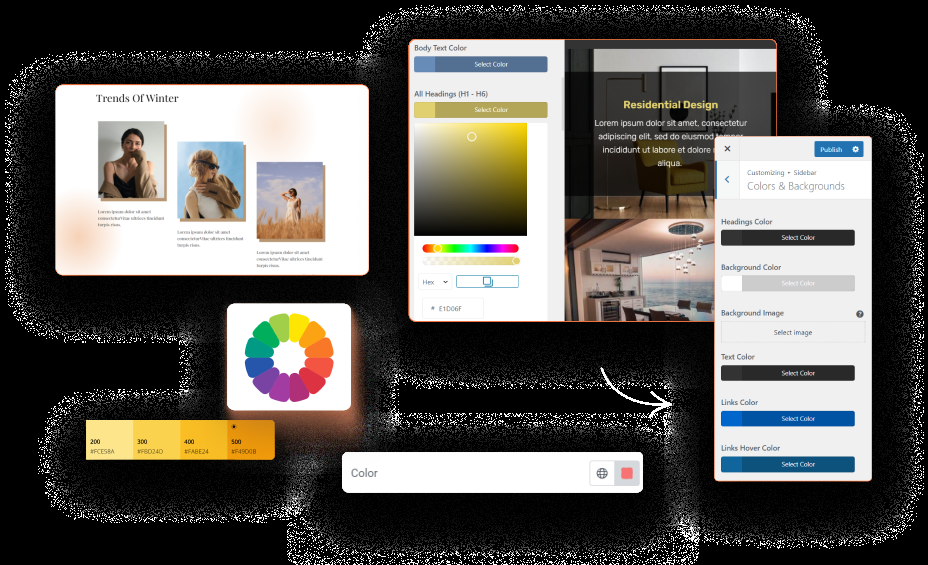 Trends Of Winter
Lorem ipsum dolor sit amet
consectetur! Hac ultrices tincidunt
turpis risus.
Lorem ipsum dolor sit amet
consectetur! Hac ultrices tincidunt
turpis risus.
Lorem ipsum dolor sit amet
consectetur! Hac ultrices tincidunt
turpis risus.
Body Text Color
Select Color
All Headings (H1 - H6)
Select Color
Hex
# E1D06F
Residential Design
Lorem ipsum dolor sit amet, consectetur
adipiscing elit, sed do eiusmod tempor
incididunt ut labore et dolore
aliqua.
Publish
Customizing • Sidebar
Colors & Backgrounds
Headings Color
Select Color
Background Color
Select Color
Background Image
Select image
Text Color
Select Color
Links Color
Select Color
Links Hover Color
Select Color
200
#FCE58A
300
#FBD24D
400
#FABE24
500
#F49D0B
Color